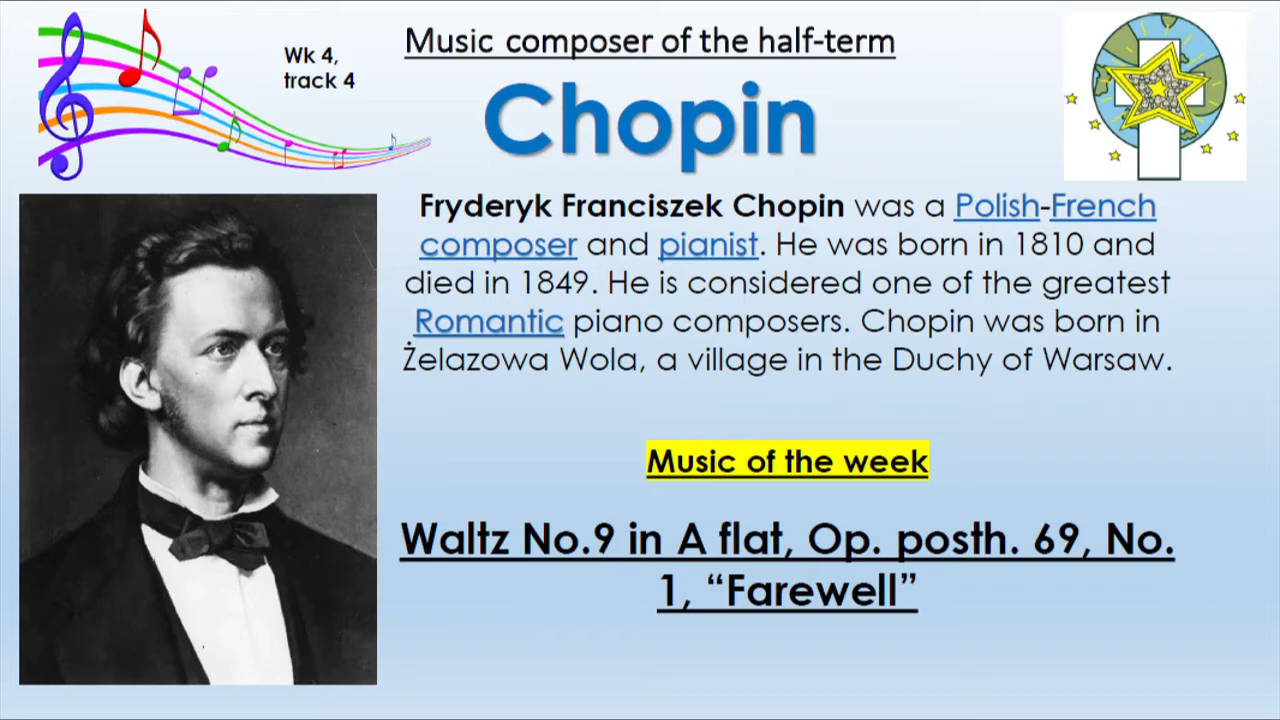 Wk 4,
track 4
Music composer of the half-term
Chopin
Fryderyk Franciszek Chopin was a Polish-French
composer and pianist. He was born in 1810 and
died in 1849. He is considered one of the greatest
Romantic piano composers. Chopin was born in
Żelazowa Wola, a village in the Duchy of Warsaw.
Music of the week
Waltz No.9 in A flat, Op. posth. 69, No.
1, “Farewell”